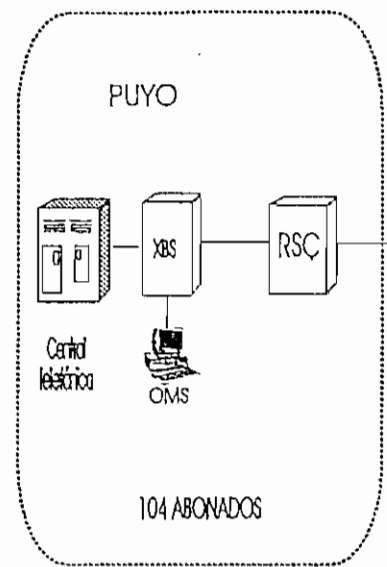 PUYO
XBS
RSC
Central
telefónica
OMS
104 ABONADOS